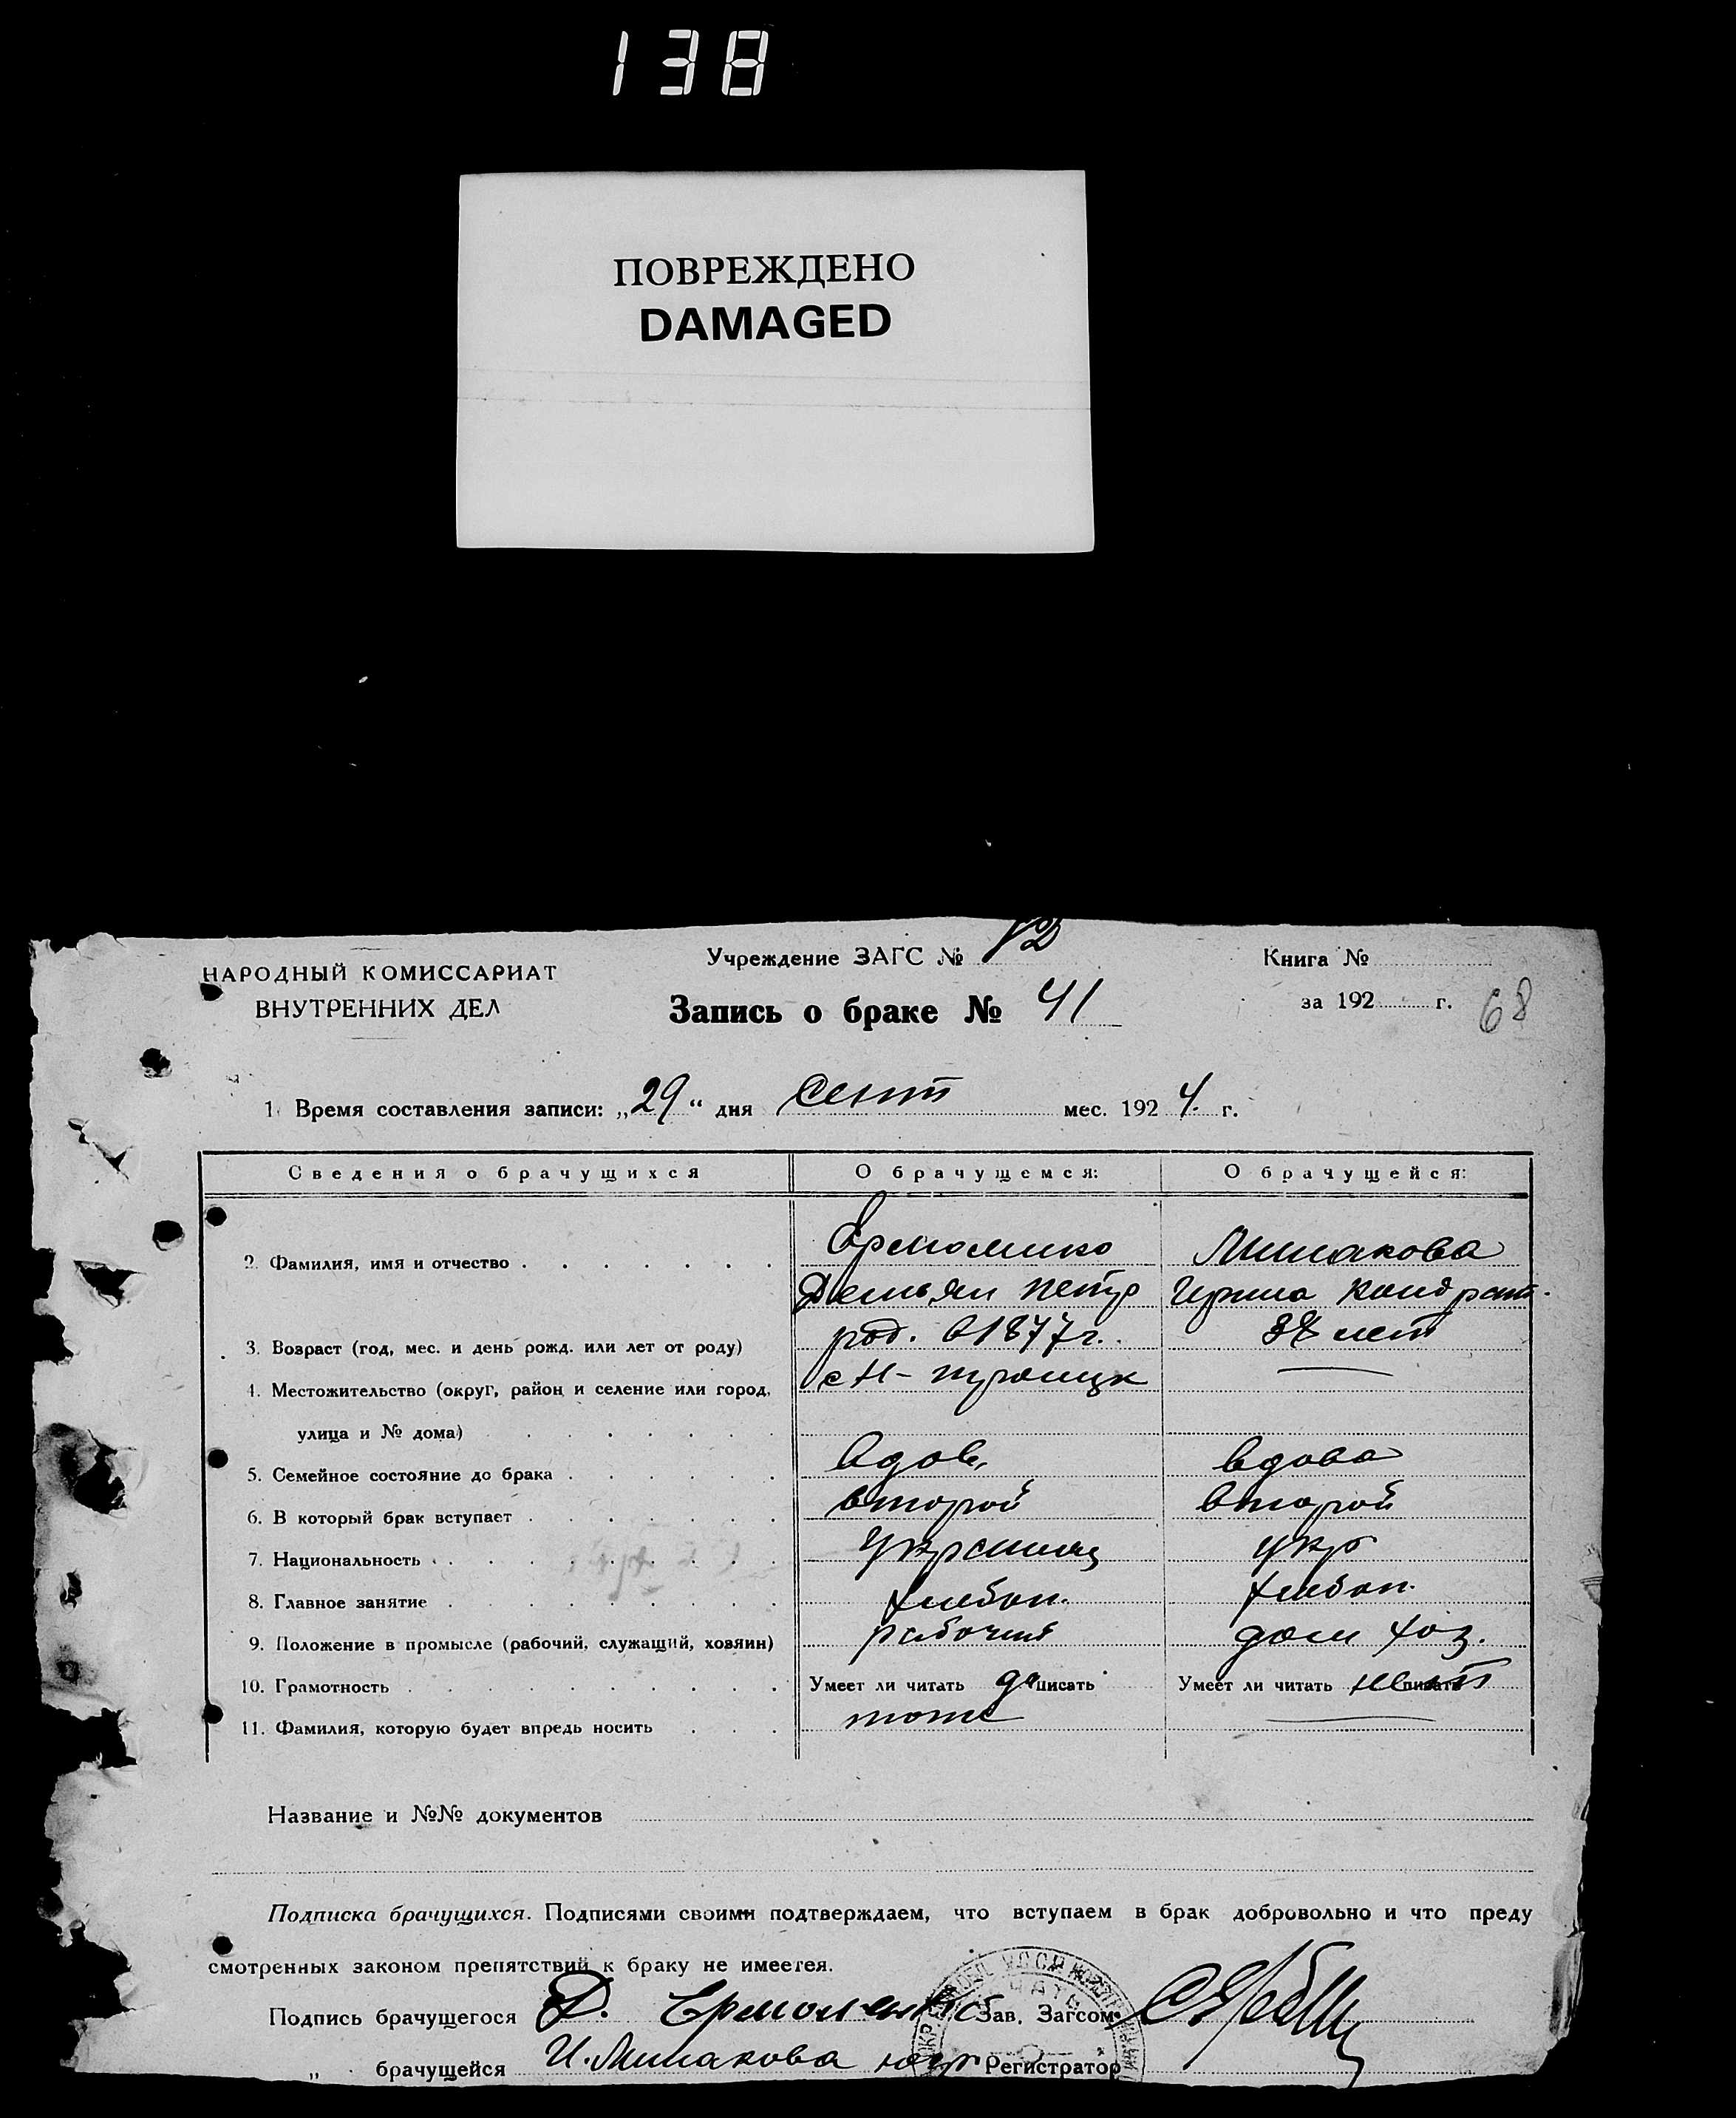 138
ПОВРЕЖДЕНО
DAMAGED
НАРОДНЫЙ КОМИССАРИАТ
ВНУТРЕННИХ ДЕЛ
Учреждение ЗАГС №
Запись о браке № 41
Книга №
за 192 г.
68
1. Время составления записи: „29“ дня сент мес. 1924. г.
Сведения о брачущихся О брачущемся: О брачущейся:
2. Фамилия, имя и отчество Ермоленко Минакова
Демьян Петр Ирина Кондрат.
3. Возраст (год, мес. и день рожд. или лет от роду) род. в 1877 г. 38 лет
4. Местожительство (округ, район и селение или город, с Н-Троицк —
улица и № дома)
5. Семейное состояние до брака вдов. вдова
6. В который брак вступает второй второй
7. Национальность украинец укр
8. Главное занятие хлебоп. хлебоп.
9. Положение в промысле (рабочий, служащий, хозяин) рабочий дом хоз.
10. Грамотность Умеет ли читать да писать Умеет ли читать нет писать
11. Фамилия, которую будет впредь носить тоже —
Название и №№ документов
Подписка брачущихся. Подписями своими подтверждаем, что вступаем в брак добровольно и что преду
смотренных законом препятствий к браку не имеется.
Подпись брачущегося Д. Ермоленко Зав. Загсом
„ брачущейся И. Минакова Регистратор